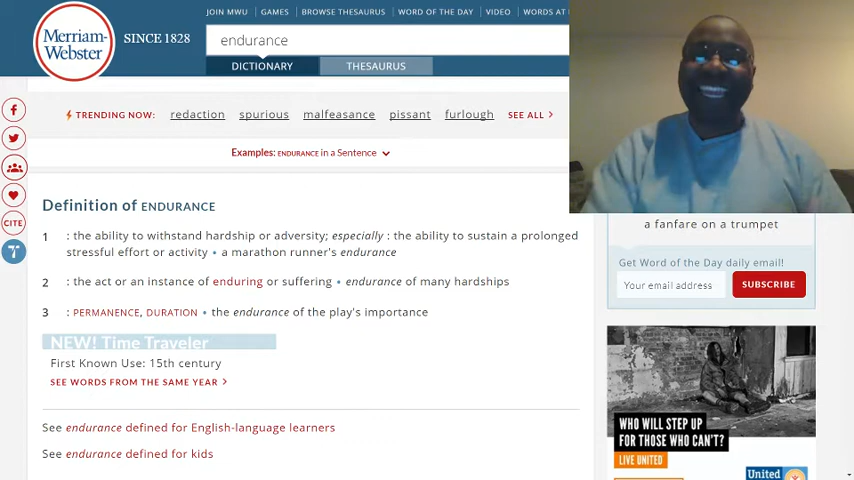 JOIN MWU | GAMES | BROWSE THESAURUS | WORD OF THE DAY | VIDEO | WORDS AT
Merriam-
Webster
SINCE 1828
endurance
DICTIONARY
THESAURUS
TRENDING NOW: redaction spurious malfeasance pissant furlough SEE ALL >
Examples: ENDURANCE in a Sentence
Definition of ENDURANCE
1 : the ability to withstand hardship or adversity; especially : the ability to sustain a prolonged
stressful effort or activity • a marathon runner's endurance
2 : the act or an instance of enduring or suffering • endurance of many hardships
3 : PERMANENCE, DURATION • the endurance of the play's importance
NEW! Time Traveler
First Known Use: 15th century
SEE WORDS FROM THE SAME YEAR >
See endurance defined for English-language learners
See endurance defined for kids
CITE
a fanfare on a trumpet
Get Word of the Day daily email!
Your email address
SUBSCRIBE
WHO WILL STEP UP
FOR THOSE WHO CAN'T?
LIVE UNITED
United